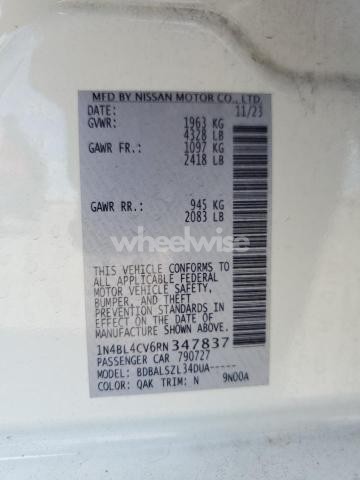 MFD BY NISSAN MOTOR CO., LTD.
DATE: 11/23
GVWR: 1963 KG
4328 LB
GAWR FR.: 1097 KG
2418 LB
GAWR RR.: 945 KG
2083 LB
wheelwise
THIS VEHICLE CONFORMS TO
ALL APPLICABLE FEDERAL
MOTOR VEHICLE SAFETY,
BUMPER, AND THEFT
PREVENTION STANDARDS IN
EFFECT ON THE DATE OF
MANUFACTURE SHOWN ABOVE.
1N4BL4CV6RN347837
PASSENGER CAR 790727
MODEL: BDBALSZL34DUA-----
COLOR: QAK TRIM: N 9N00A